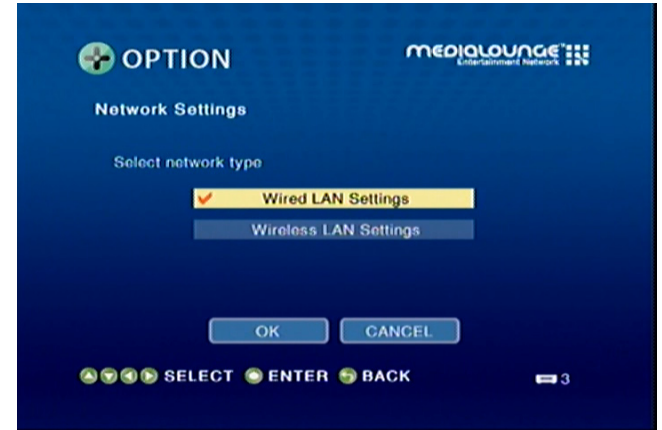 OPTION
MEDIALOUNGE
Entertainment Network
Network Settings
Select network type
Wired LAN Settings
Wireless LAN Settings
OK CANCEL
SELECT ENTER BACK
3